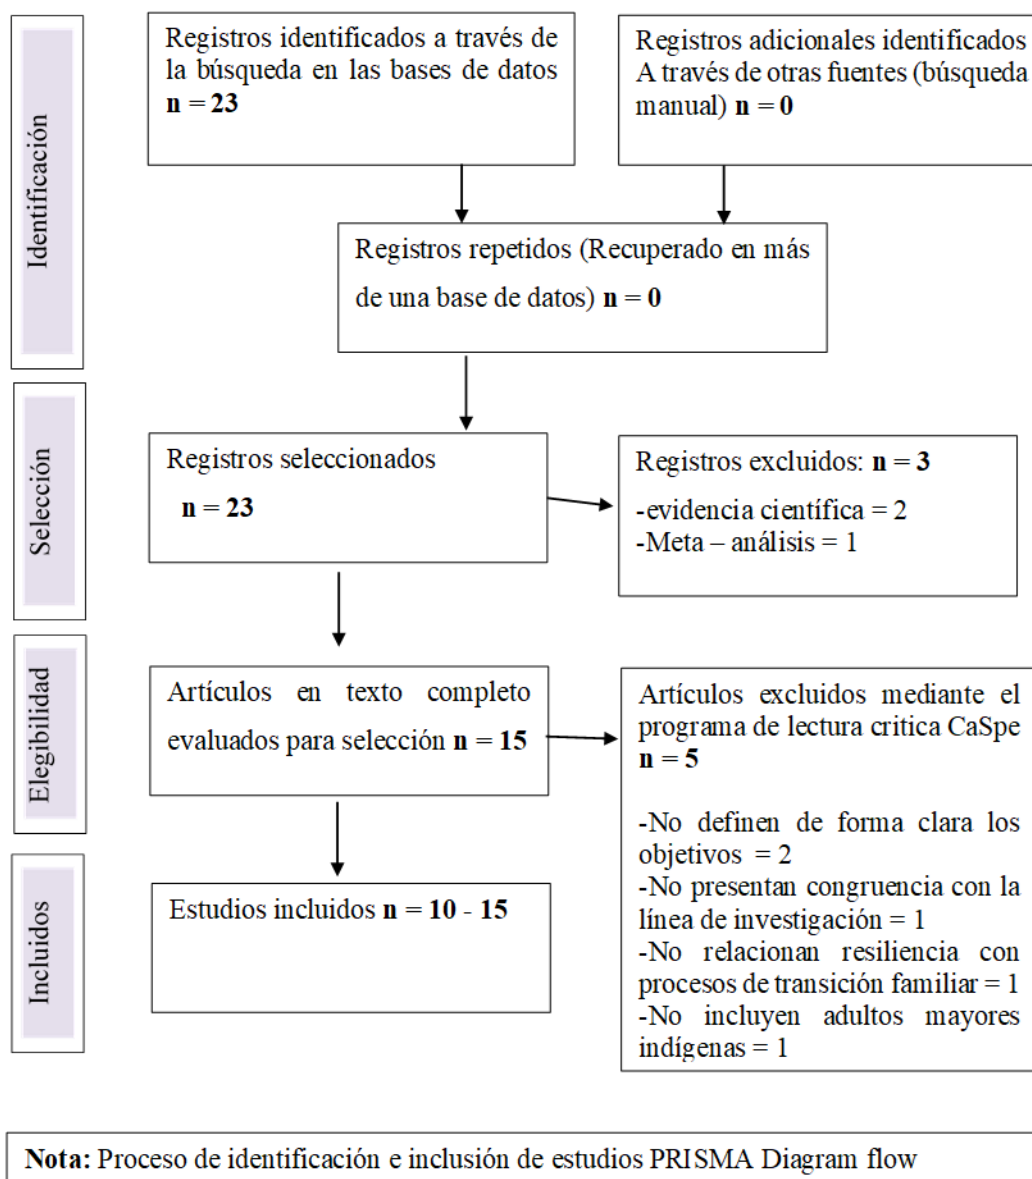 Identificación
Registros identificados a través de
la búsqueda en las bases de datos
n = 23
Registros adicionales identificados
A través de otras fuentes (búsqueda
manual) n = 0
Registros repetidos (Recuperado en más
de una base de datos) n = 0
Selección
Registros seleccionados
n = 23
Registros excluidos: n = 3
-evidencia científica = 2
-Meta – análisis = 1
Elegibilidad
Artículos en texto completo
evaluados para selección n = 15
Artículos excluidos mediante el
programa de lectura critica CaSpe
n = 5
-No definen de forma clara los
objetivos = 2
-No presentan congruencia con la
línea de investigación = 1
-No relacionan resiliencia con
procesos de transición familiar = 1
-No incluyen adultos mayores
indígenas = 1
Incluidos
Estudios incluidos n = 10 - 15
Nota: Proceso de identificación e inclusión de estudios PRISMA Diagram flow